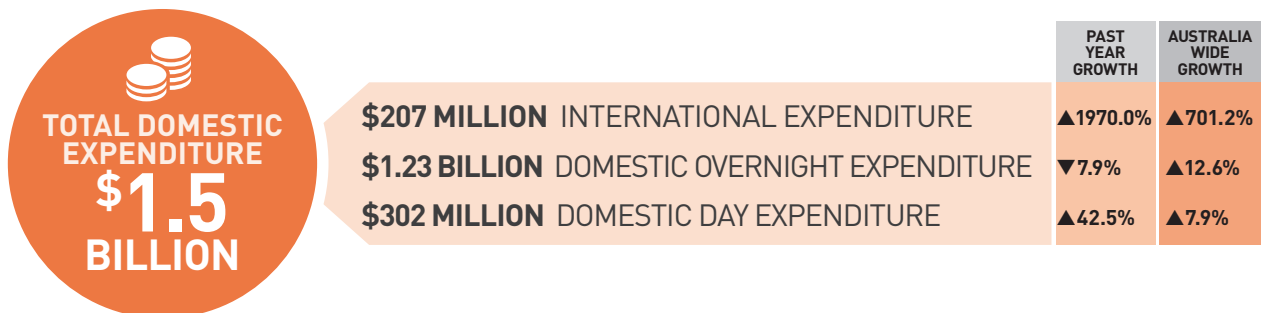 TOTAL DOMESTIC
EXPENDITURE
$1.5
BILLION
PAST
YEAR
GROWTH
AUSTRALIA
WIDE
GROWTH
$207 MILLION INTERNATIONAL EXPENDITURE ▲1970.0% ▲701.2%
$1.23 BILLION DOMESTIC OVERNIGHT EXPENDITURE ▼7.9% ▲12.6%
$302 MILLION DOMESTIC DAY EXPENDITURE ▲42.5% ▲7.9%